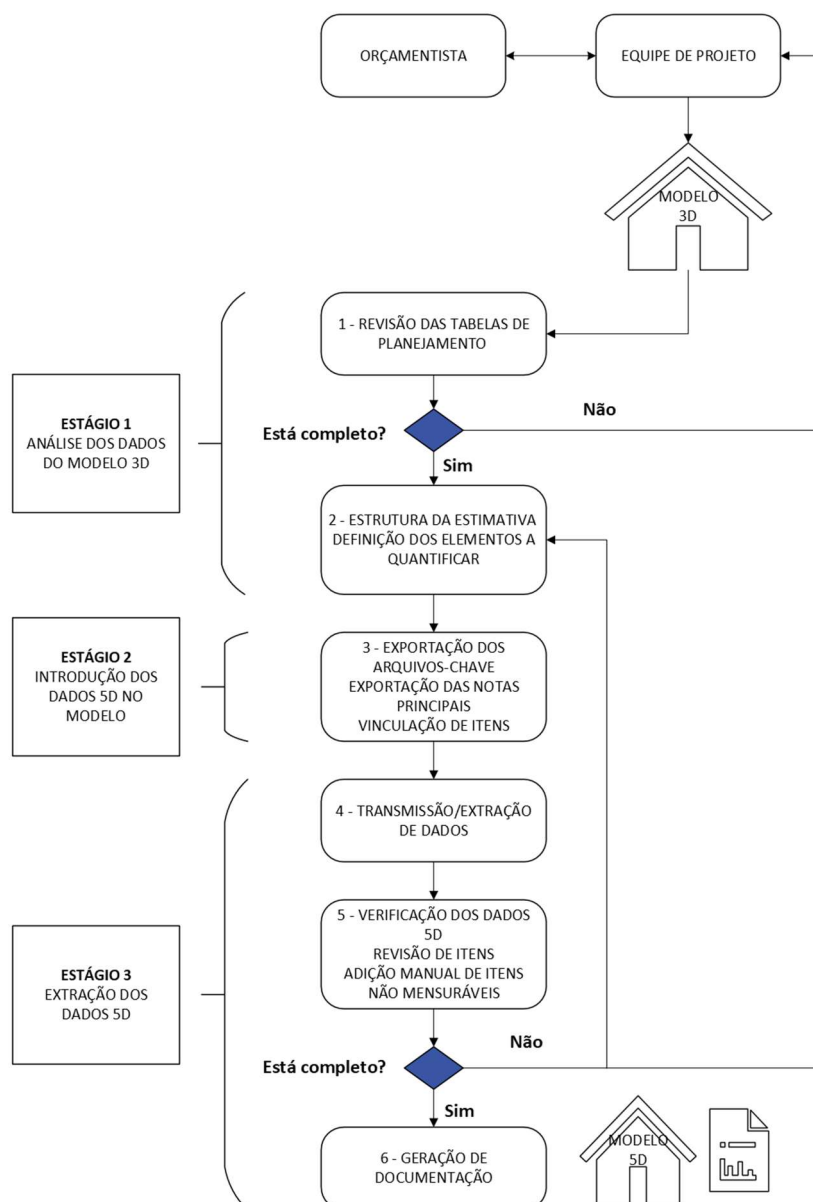 ORÇAMENTISTA
EQUIPE DE PROJETO
MODELO
3D
1 - REVISÃO DAS TABELAS DE
PLANEJAMENTO
ESTÁGIO 1
ANÁLISE DOS DADOS
DO MODELO 3D
Está completo?
Não
Sim
2 - ESTRUTURA DA ESTIMATIVA
DEFINIÇÃO DOS ELEMENTOS A
QUANTIFICAR
ESTÁGIO 2
INTRODUÇÃO DOS
DADOS 5D NO
MODELO
3 - EXPORTAÇÃO DOS
ARQUIVOS-CHAVE
EXPORTAÇÃO DAS NOTAS
PRINCIPAIS
VINCULAÇÃO DE ITENS
4 - TRANSMISSÃO/EXTRAÇÃO
DE DADOS
5 - VERIFICAÇÃO DOS DADOS
5D
REVISÃO DE ITENS
ADIÇÃO MANUAL DE ITENS
NÃO MENSURÁVEIS
ESTÁGIO 3
EXTRAÇÃO DOS
DADOS 5D
Está completo?
Não
Sim
6 - GERAÇÃO DE
DOCUMENTAÇÃO
MODELO
5D